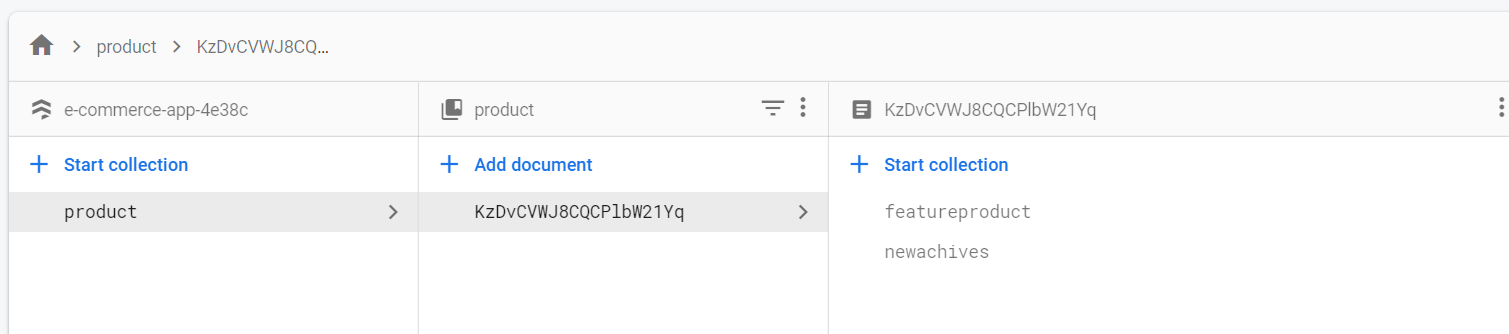 product KzDvCVWJ8CQ...
e-commerce-app-4e38c
product
KzDvCVWJ8CQCPlbW21Yq
Start collection
Add document
Start collection
product
KzDvCVWJ8CQCPlbW21Yq
featureproduct
newachives